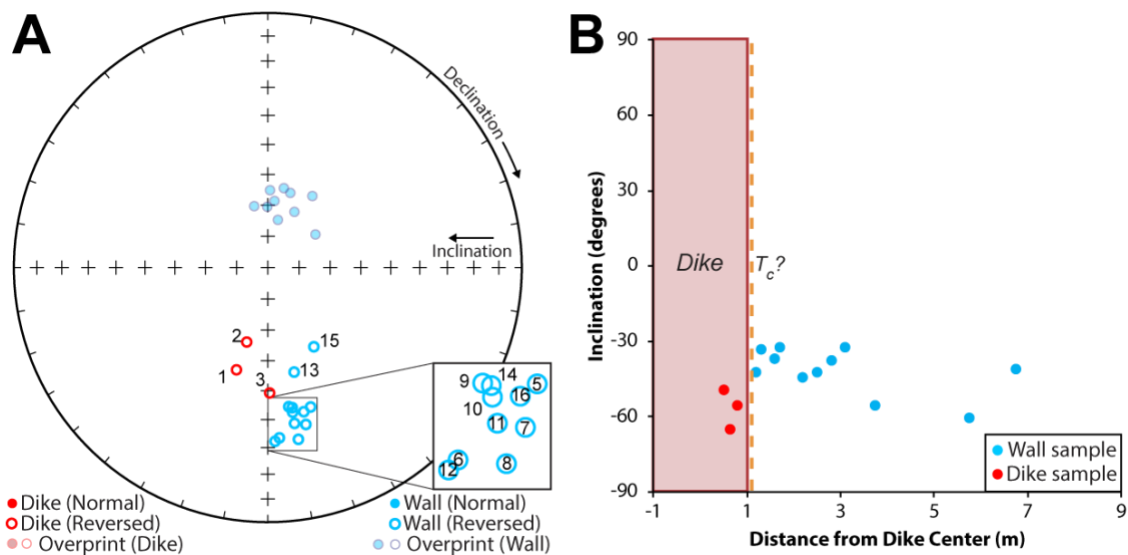 A
Declination
Inclination
2
15
1
13
3
9
14
5
10
16
11
7
6
12
8
Dike (Normal)
Dike (Reversed)
Overprint (Dike)
Wall (Normal)
Wall (Reversed)
Overprint (Wall)
B
90
60
30
0
-30
-60
-90
Inclination (degrees)
Dike
Tc?
Wall sample
Dike sample
-1 1 3 5 7 9
Distance from Dike Center (m)